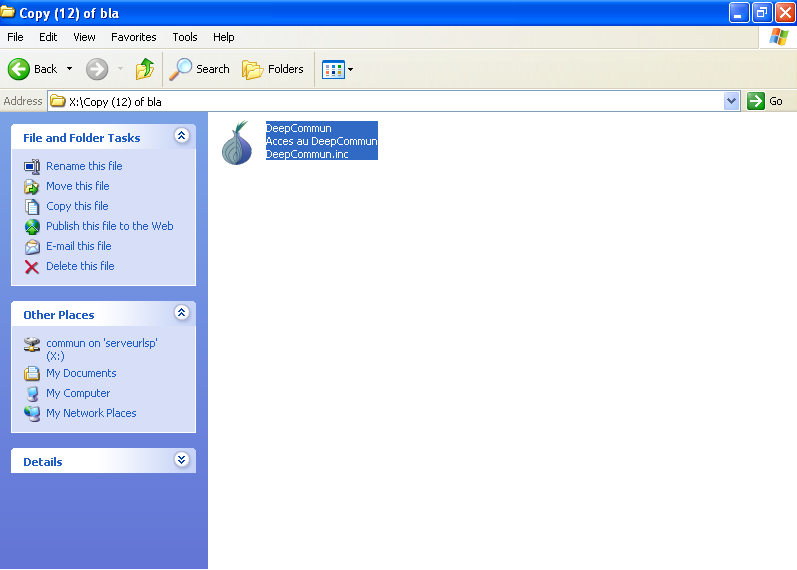 Copy (12) of bla
File Edit View Favorites Tools Help
Back Search Folders
Address X:\Copy (12) of bla Go
File and Folder Tasks
Rename this file
Move this file
Copy this file
Publish this file to the Web
E-mail this file
Delete this file
Other Places
commun on 'serveurlsp'
(X:)
My Documents
My Computer
My Network Places
Details
DeepCommun
Acces au DeepCommun
DeepCommun.inc